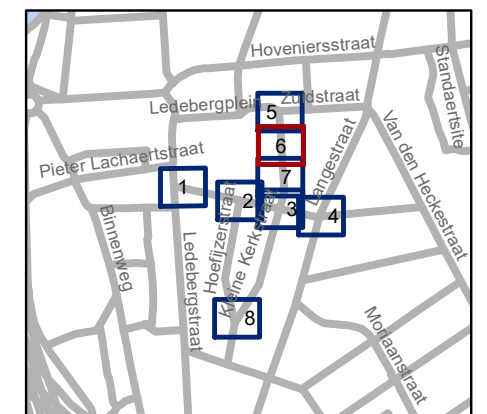 Hoveniersstraat
Standaertsite
Ledebergplein
Zuidstraat
5
Pieter Lachaertstraat
6
Langestraat
Van den Heckestraat
7
1
2
3
4
Binnenweg
Hoefijzerstraat
Kleine Kerkstraat
Ledebergstraat
8
Moriaanstraat